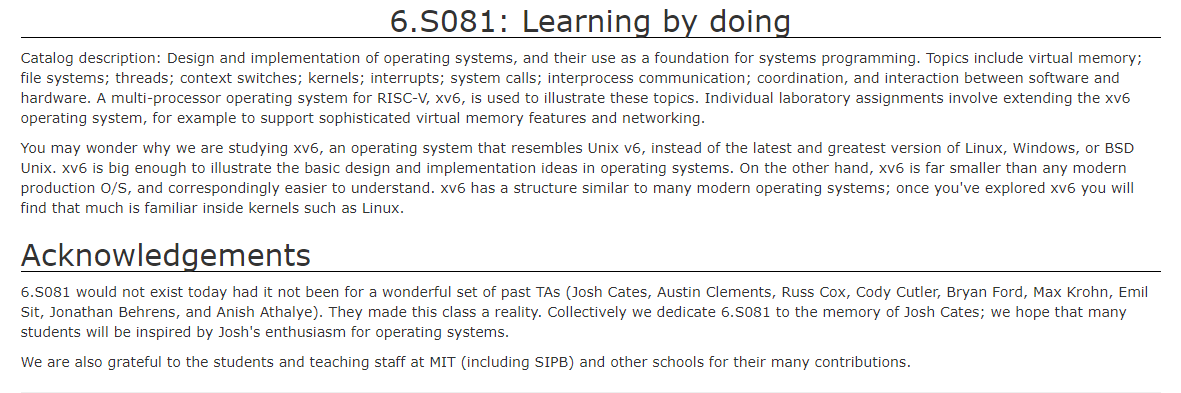 6.S081: Learning by doing
Catalog description: Design and implementation of operating systems, and their use as a foundation for systems programming. Topics include virtual memory;
file systems; threads; context switches; kernels; interrupts; system calls; interprocess communication; coordination, and interaction between software and
hardware. A multi-processor operating system for RISC-V, xv6, is used to illustrate these topics. Individual laboratory assignments involve extending the xv6
operating system, for example to support sophisticated virtual memory features and networking.
You may wonder why we are studying xv6, an operating system that resembles Unix v6, instead of the latest and greatest version of Linux, Windows, or BSD
Unix. xv6 is big enough to illustrate the basic design and implementation ideas in operating systems. On the other hand, xv6 is far smaller than any modern
production O/S, and correspondingly easier to understand. xv6 has a structure similar to many modern operating systems; once you've explored xv6 you will
find that much is familiar inside kernels such as Linux.
Acknowledgements
6.S081 would not exist today had it not been for a wonderful set of past TAs (Josh Cates, Austin Clements, Russ Cox, Cody Cutler, Bryan Ford, Max Krohn, Emil
Sit, Jonathan Behrens, and Anish Athalye). They made this class a reality. Collectively we dedicate 6.S081 to the memory of Josh Cates; we hope that many
students will be inspired by Josh's enthusiasm for operating systems.
We are also grateful to the students and teaching staff at MIT (including SIPB) and other schools for their many contributions.